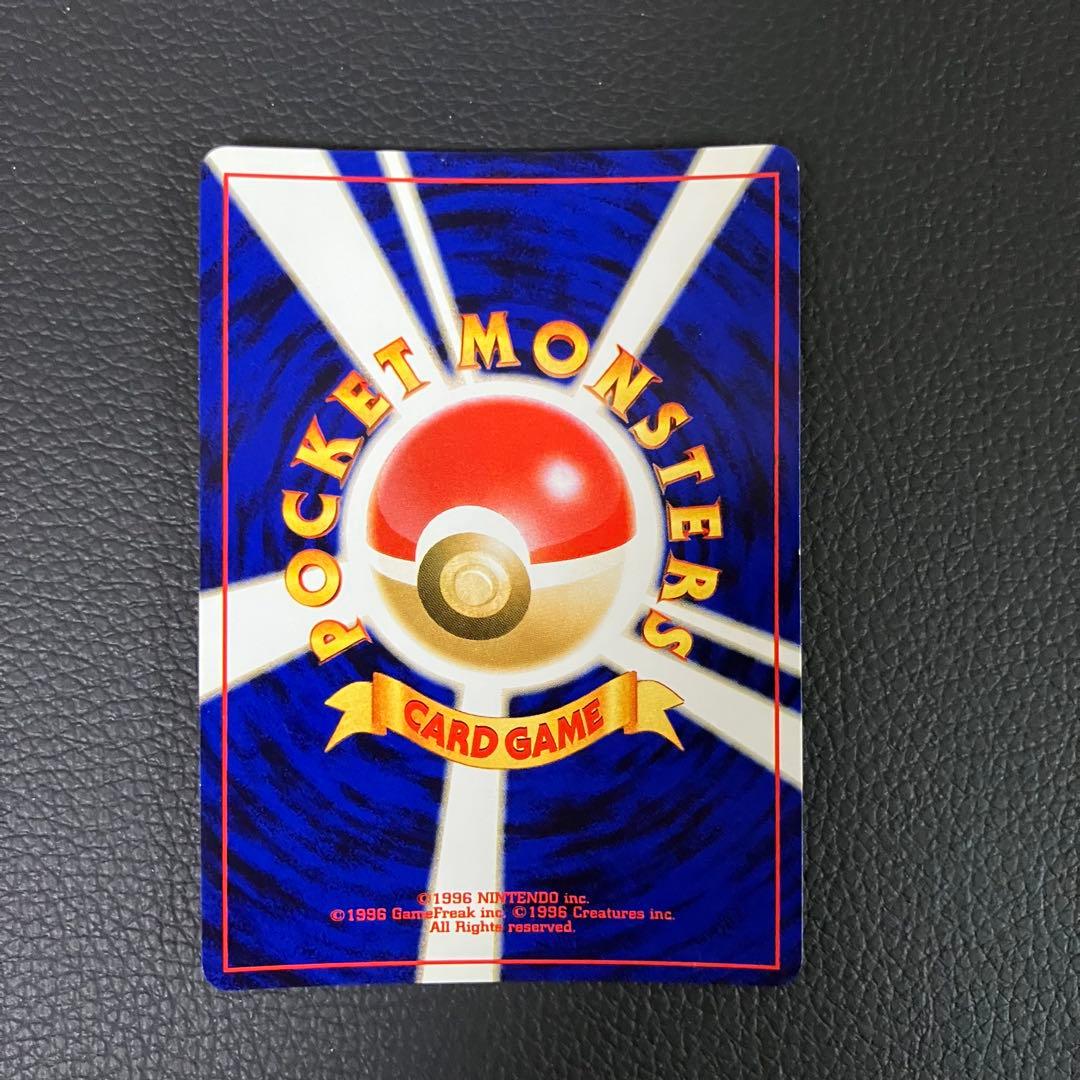 POCKET MONSTERS
CARD GAME
©1996 NINTENDO inc.
©1996 GameFreak inc. ©1996 Creatures inc.
All Rights reserved.